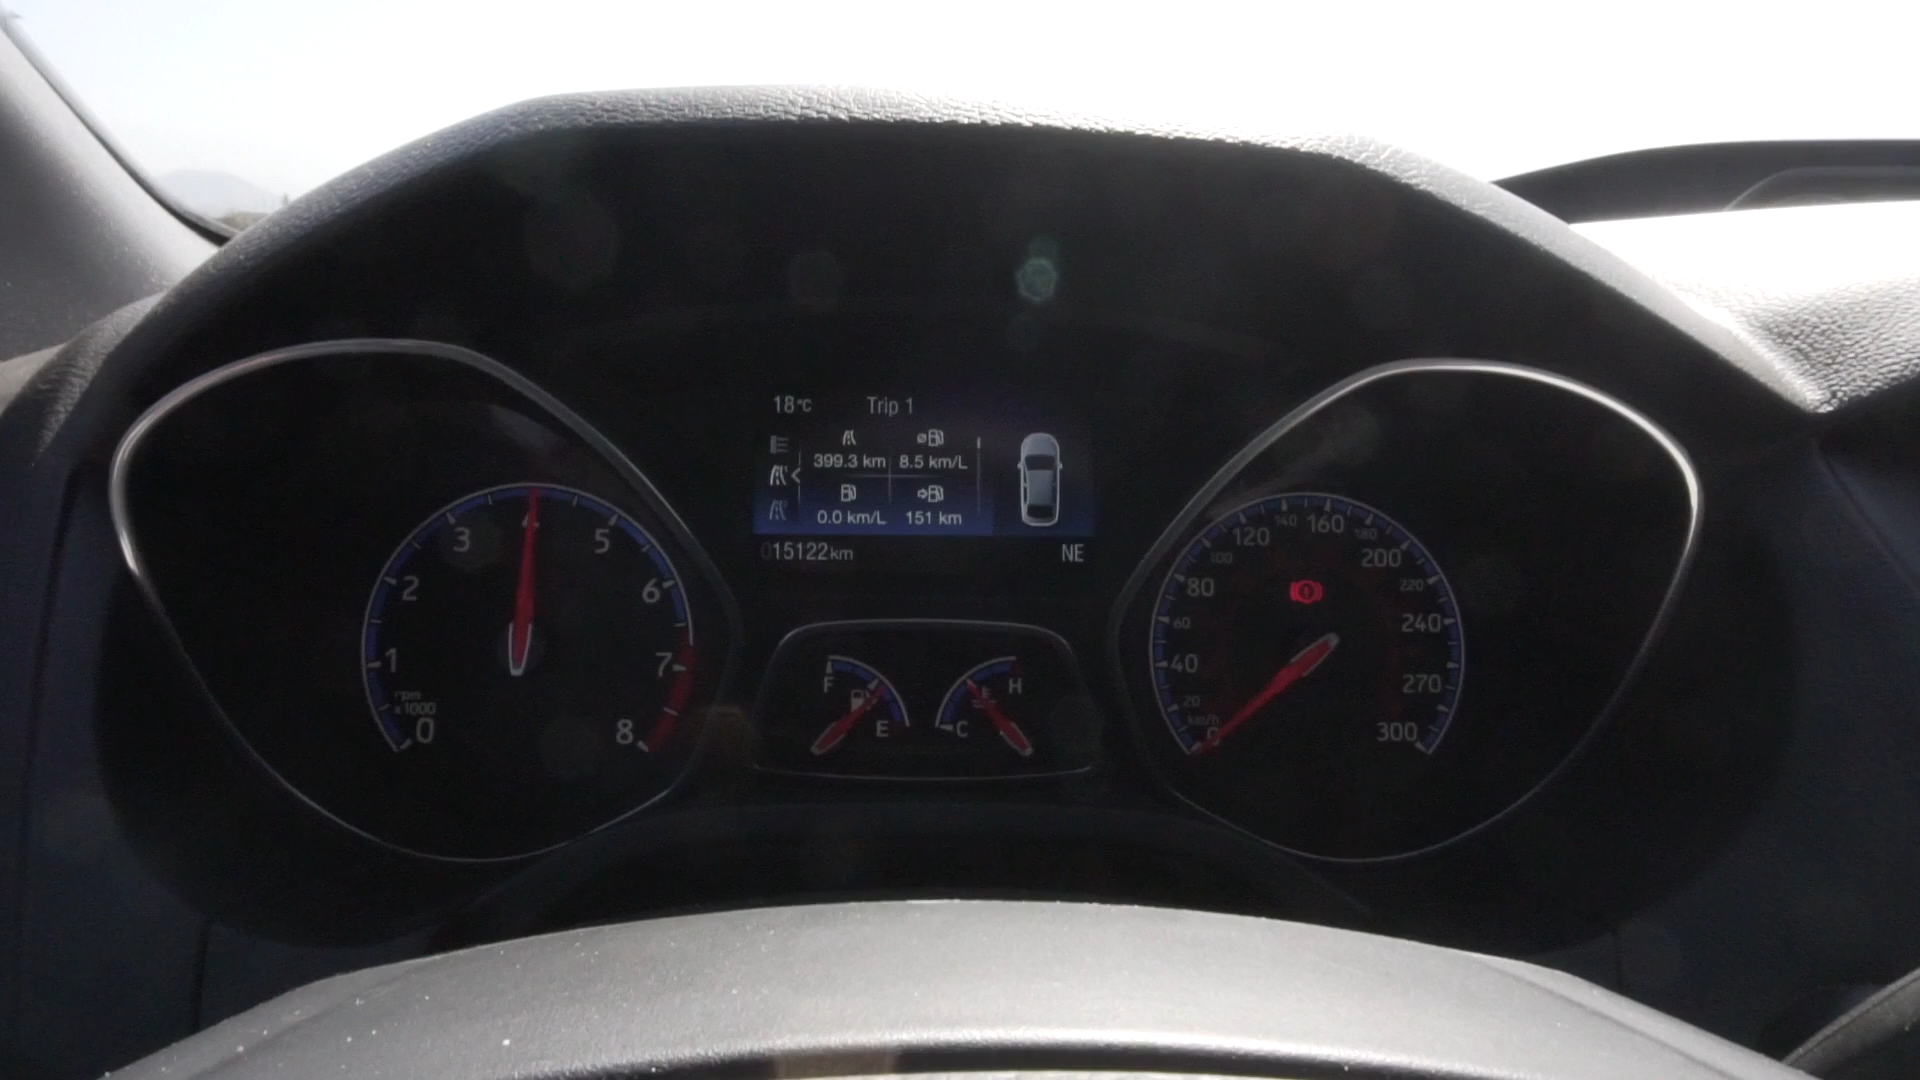 18°C Trip 1
399.3 km 8.5 km/L
0.0 km/L 151 km
015122km NE
0 1 2 3 4 5 6 7 8
rpm
x1000
F E
C H
0 20 40 60 80 100 120 140 160 180 200 220 240 270 300
km/h